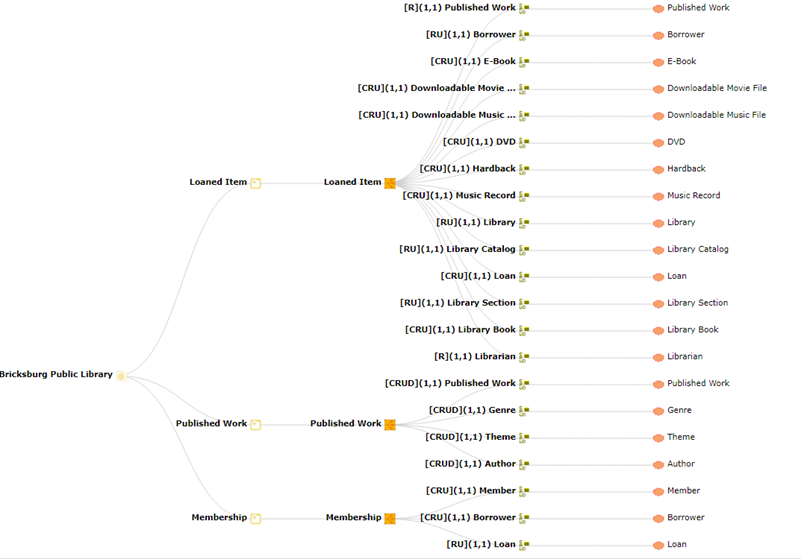 [R](1,1) Published Work Published Work
[RU](1,1) Borrower Borrower
[CRU](1,1) E-Book E-Book
[CRU](1,1) Downloadable Movie ... Downloadable Movie File
[CRU](1,1) Downloadable Music ... Downloadable Music File
[CRU](1,1) DVD DVD
[CRU](1,1) Hardback Hardback
Loaned Item Loaned Item
[CRU](1,1) Music Record Music Record
[RU](1,1) Library Library
[RU](1,1) Library Catalog Library Catalog
[CRU](1,1) Loan Loan
[RU](1,1) Library Section Library Section
[CRU](1,1) Library Book Library Book
[R](1,1) Librarian Librarian
Bricksburg Public Library
[CRUD](1,1) Published Work Published Work
[CRUD](1,1) Genre Genre
Published Work Published Work
[CRUD](1,1) Theme Theme
[CRUD](1,1) Author Author
[CRU](1,1) Member Member
Membership Membership
[CRU](1,1) Borrower Borrower
[RU](1,1) Loan Loan